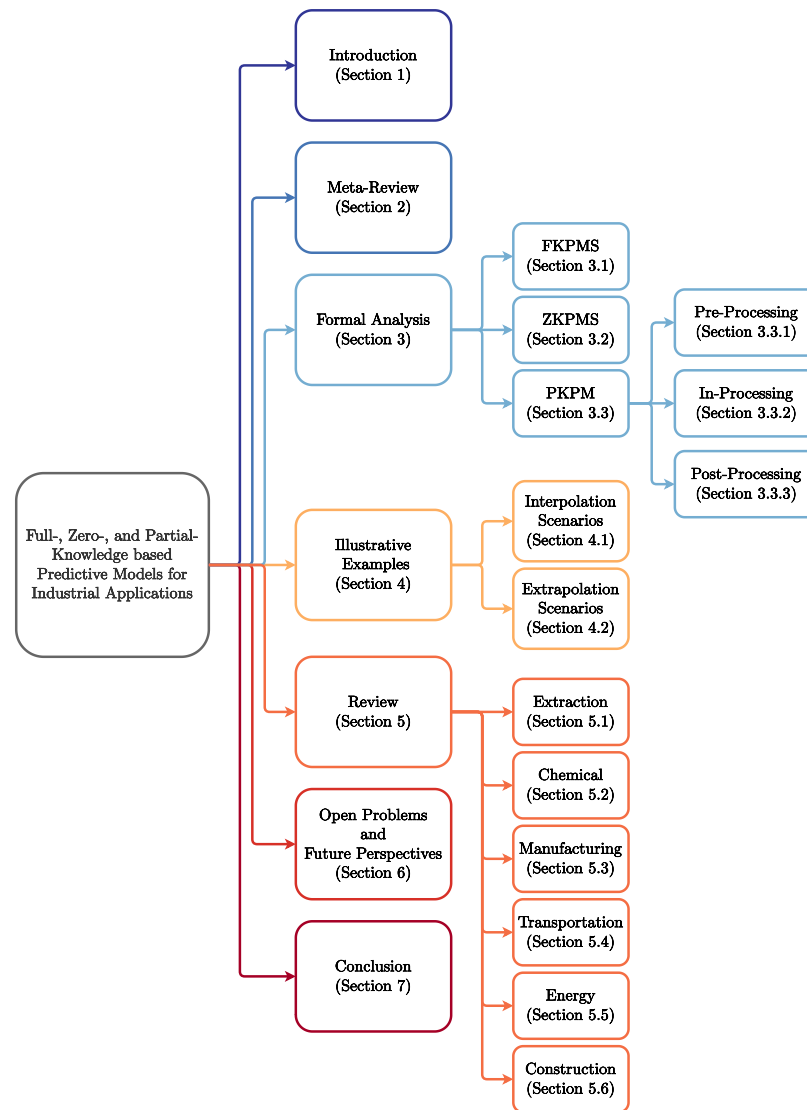 Full-, Zero-, and Partial-
Knowledge based
Predictive Models for
Industrial Applications
Introduction
(Section 1)
Meta-Review
(Section 2)
Formal Analysis
(Section 3)
FKPMS
(Section 3.1)
ZKPMS
(Section 3.2)
PKPM
(Section 3.3)
Pre-Processing
(Section 3.3.1)
In-Processing
(Section 3.3.2)
Post-Processing
(Section 3.3.3)
Illustrative
Examples
(Section 4)
Interpolation
Scenarios
(Section 4.1)
Extrapolation
Scenarios
(Section 4.2)
Review
(Section 5)
Extraction
(Section 5.1)
Chemical
(Section 5.2)
Manufacturing
(Section 5.3)
Transportation
(Section 5.4)
Energy
(Section 5.5)
Construction
(Section 5.6)
Open Problems
and
Future Perspectives
(Section 6)
Conclusion
(Section 7)